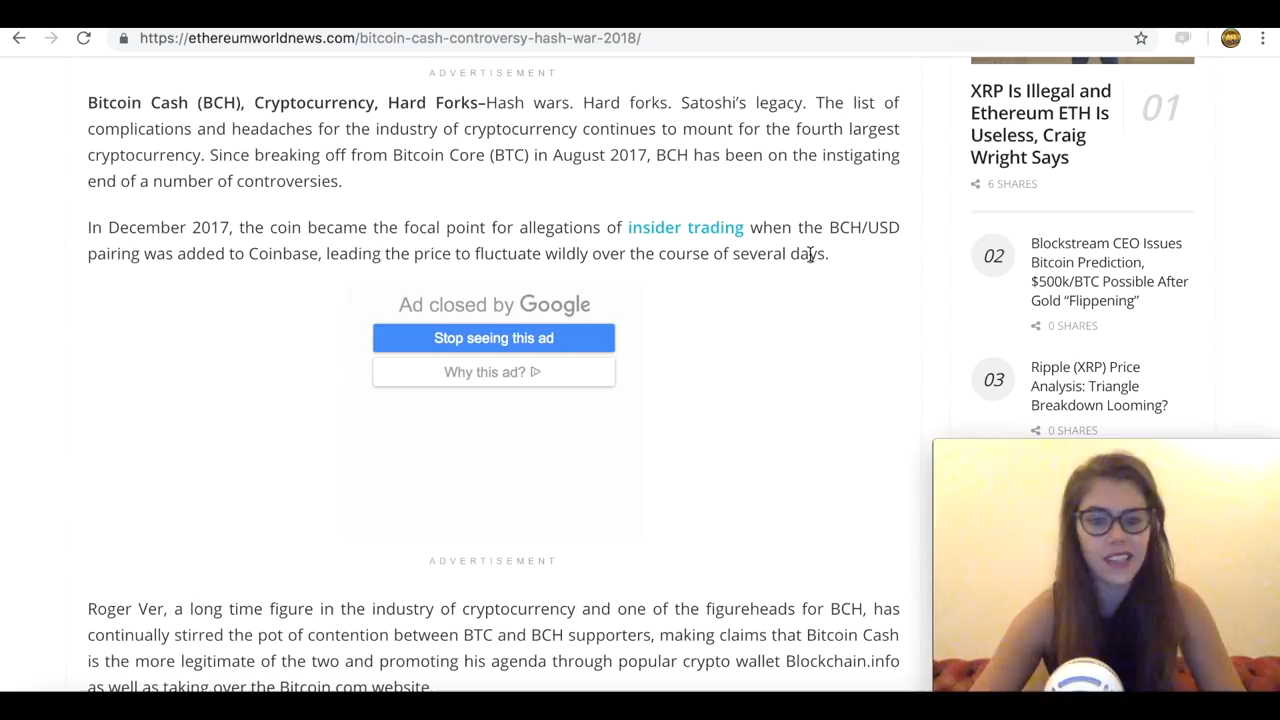 https://ethereumworldnews.com/bitcoin-cash-controversy-hash-war-2018/
ADVERTISEMENT
Bitcoin Cash (BCH), Cryptocurrency, Hard Forks–Hash wars. Hard forks. Satoshi's legacy. The list of
complications and headaches for the industry of cryptocurrency continues to mount for the fourth largest
cryptocurrency. Since breaking off from Bitcoin Core (BTC) in August 2017, BCH has been on the instigating
end of a number of controversies.
In December 2017, the coin became the focal point for allegations of insider trading when the BCH/USD
pairing was added to Coinbase, leading the price to fluctuate wildly over the course of several days.
Ad closed by Google
Stop seeing this ad
Why this ad?
ADVERTISEMENT
Roger Ver, a long time figure in the industry of cryptocurrency and one of the figureheads for BCH, has
continually stirred the pot of contention between BTC and BCH supporters, making claims that Bitcoin Cash
is the more legitimate of the two and promoting his agenda through popular crypto wallet Blockchain.info
as well as taking over the Bitcoin.com website.
XRP Is Illegal and
Ethereum ETH Is
Useless, Craig
Wright Says
01
6 SHARES
02
Blockstream CEO Issues
Bitcoin Prediction,
$500k/BTC Possible After
Gold “Flippening”
0 SHARES
03
Ripple (XRP) Price
Analysis: Triangle
Breakdown Looming?
0 SHARES